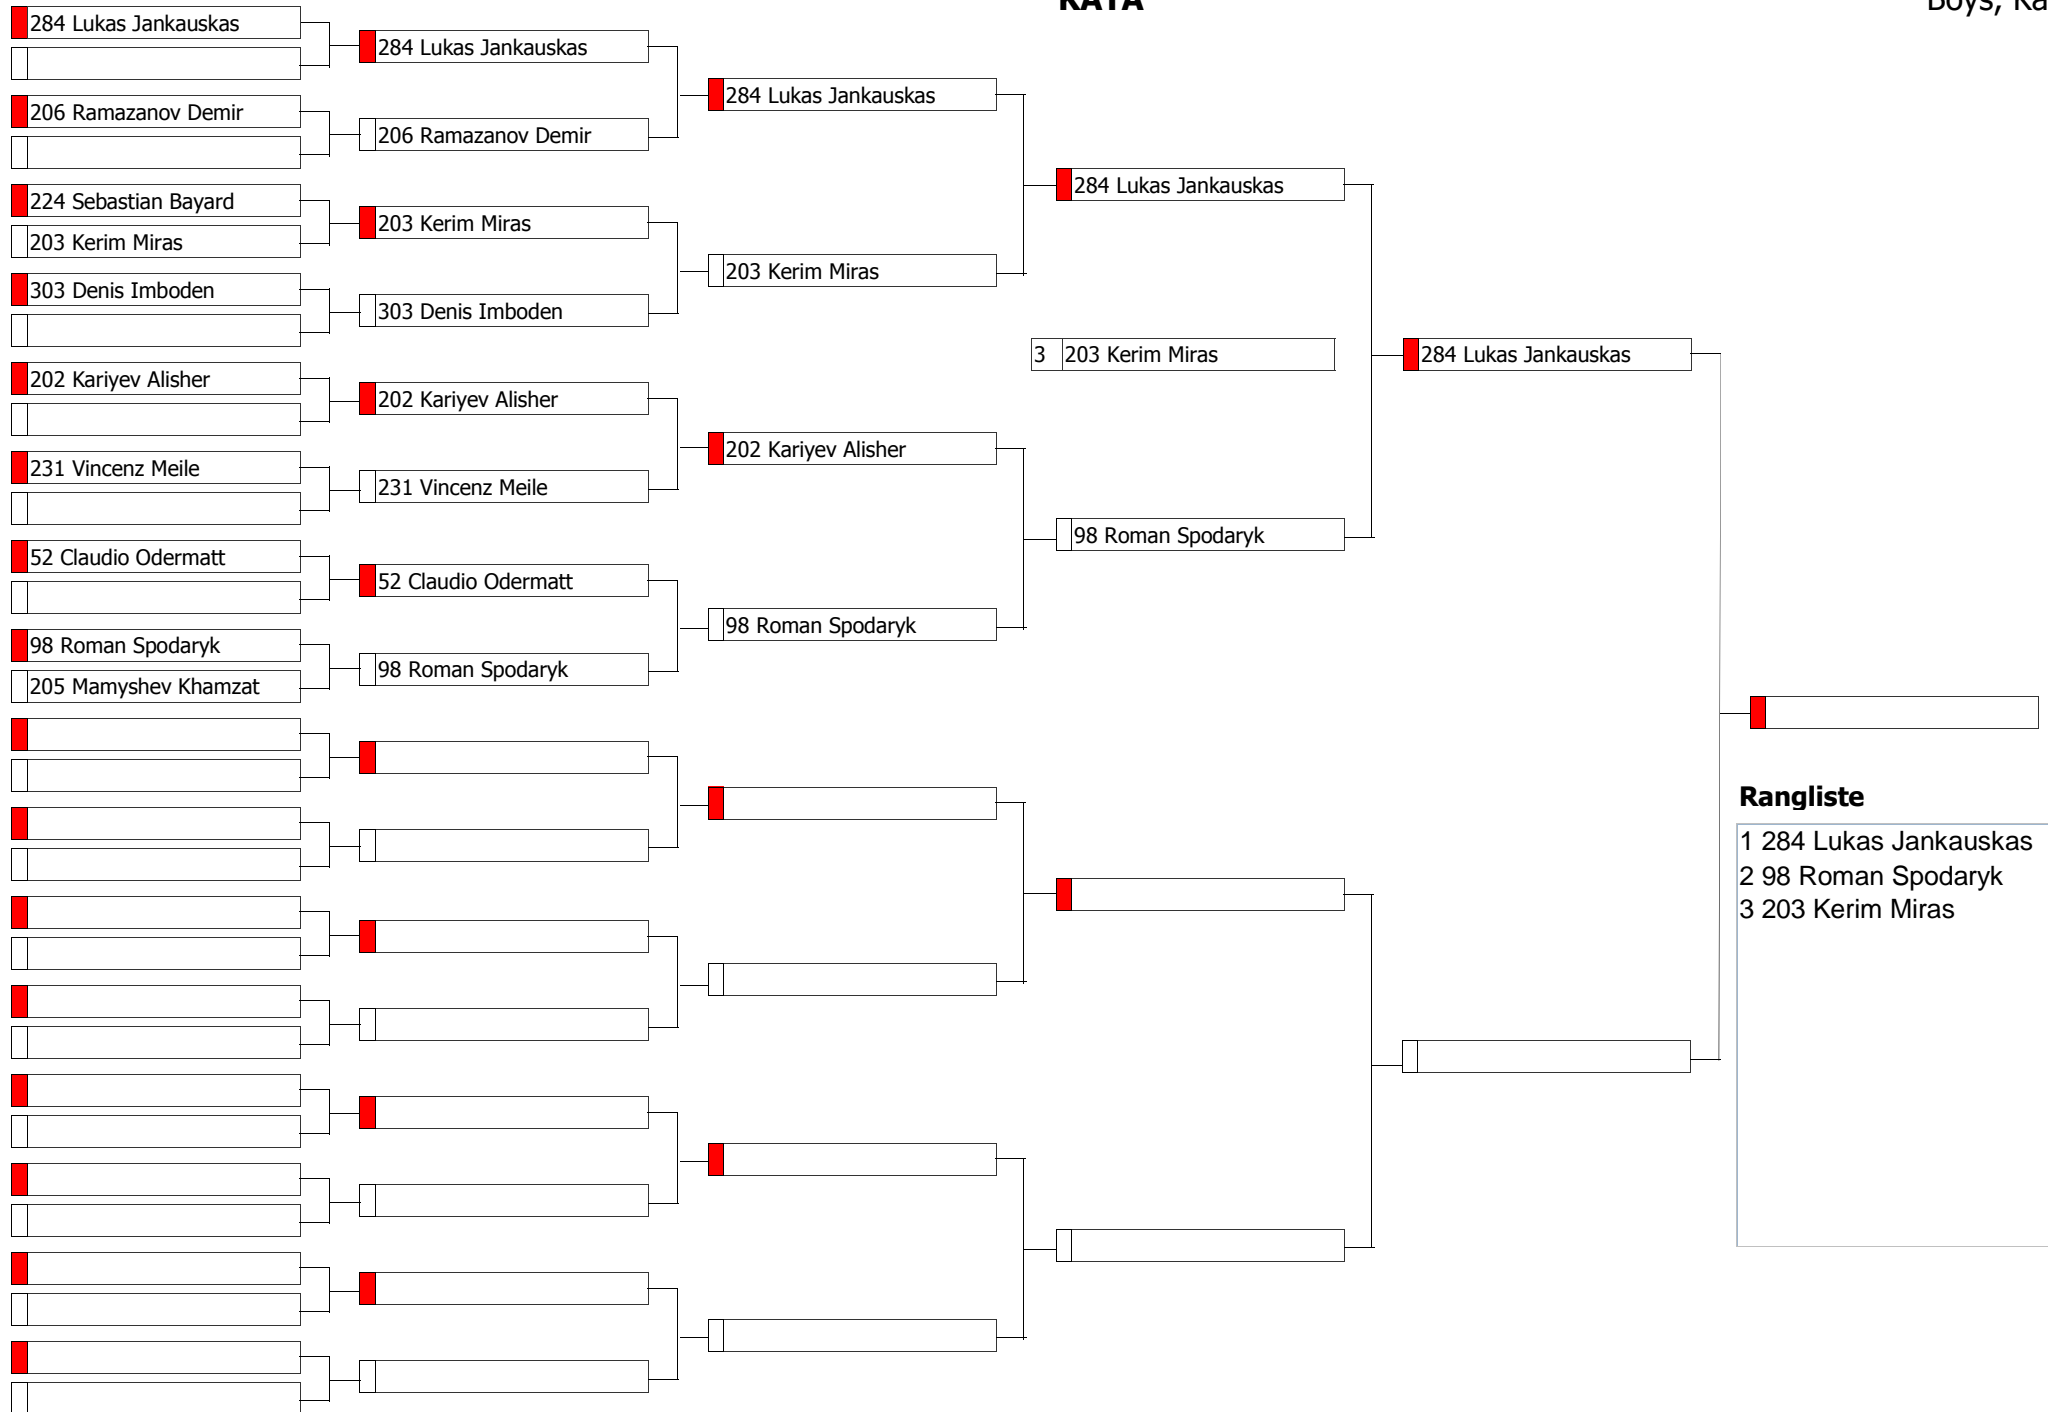 KATA
Boys, Ka
284 Lukas Jankauskas
206 Ramazanov Demir
224 Sebastian Bayard
203 Kerim Miras
303 Denis Imboden
202 Kariyev Alisher
231 Vincenz Meile
52 Claudio Odermatt
98 Roman Spodaryk
205 Mamyshev Khamzat
284 Lukas Jankauskas
206 Ramazanov Demir
203 Kerim Miras
303 Denis Imboden
202 Kariyev Alisher
231 Vincenz Meile
52 Claudio Odermatt
98 Roman Spodaryk
284 Lukas Jankauskas
203 Kerim Miras
202 Kariyev Alisher
98 Roman Spodaryk
284 Lukas Jankauskas
3 203 Kerim Miras
98 Roman Spodaryk
284 Lukas Jankauskas
Rangliste
1 284 Lukas Jankauskas
2 98 Roman Spodaryk
3 203 Kerim Miras